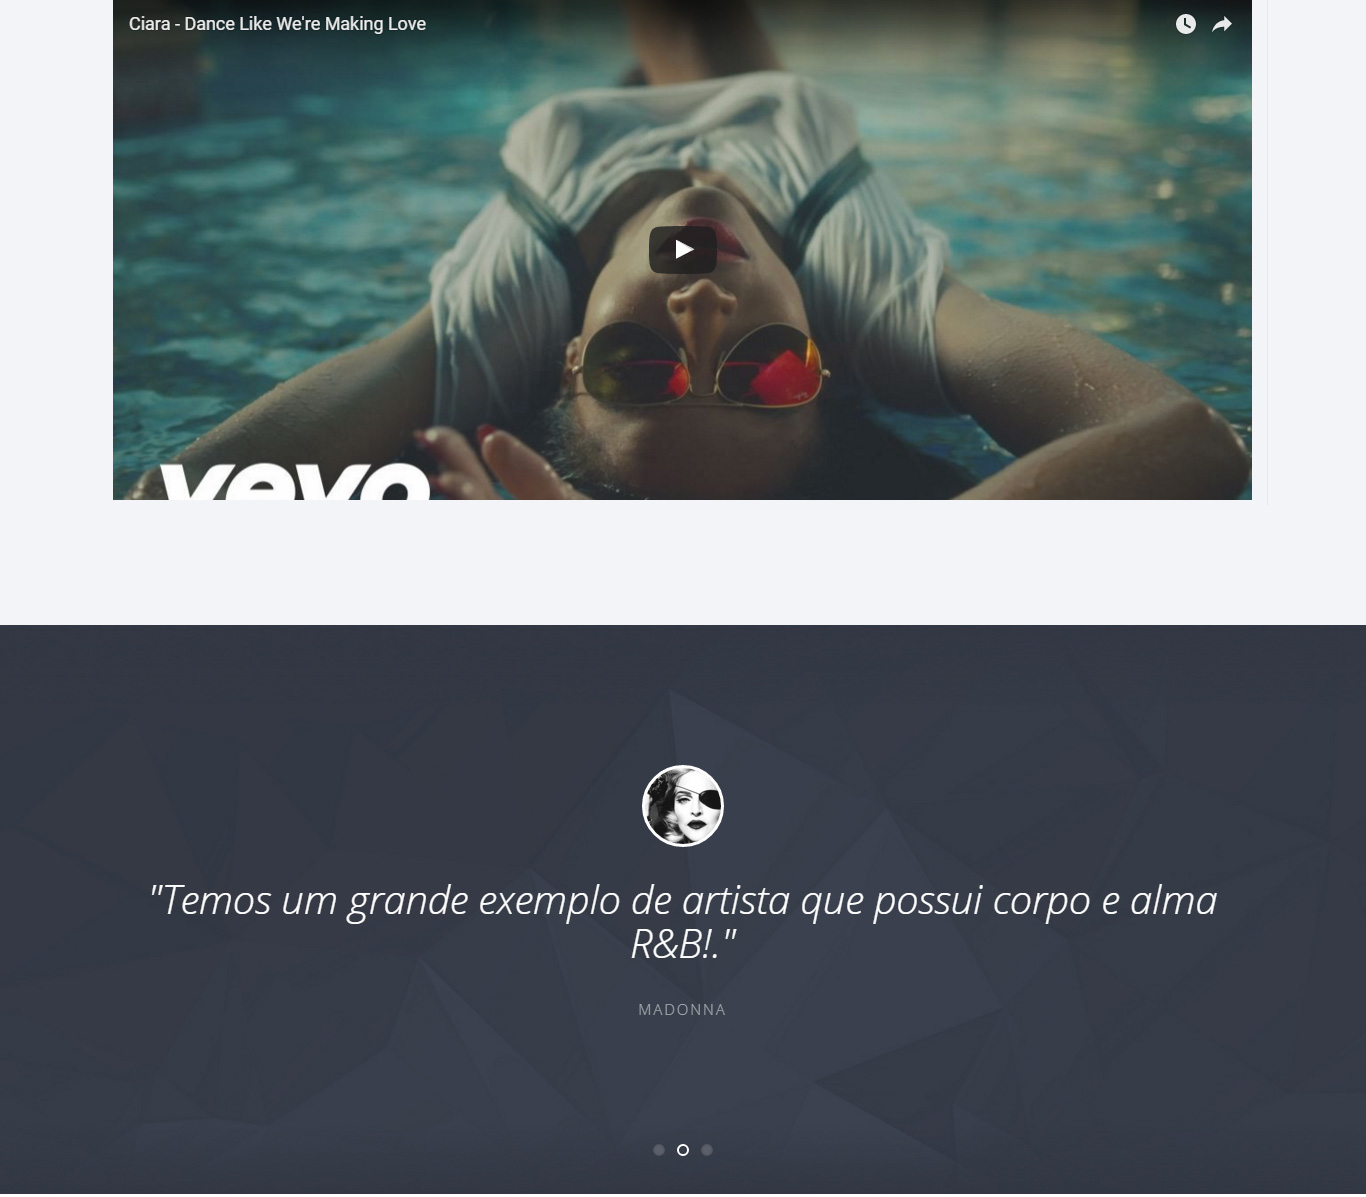 Ciara - Dance Like We're Making Love
vevo
"Temos um grande exemplo de artista que possui corpo e alma
R&B!."
MADONNA